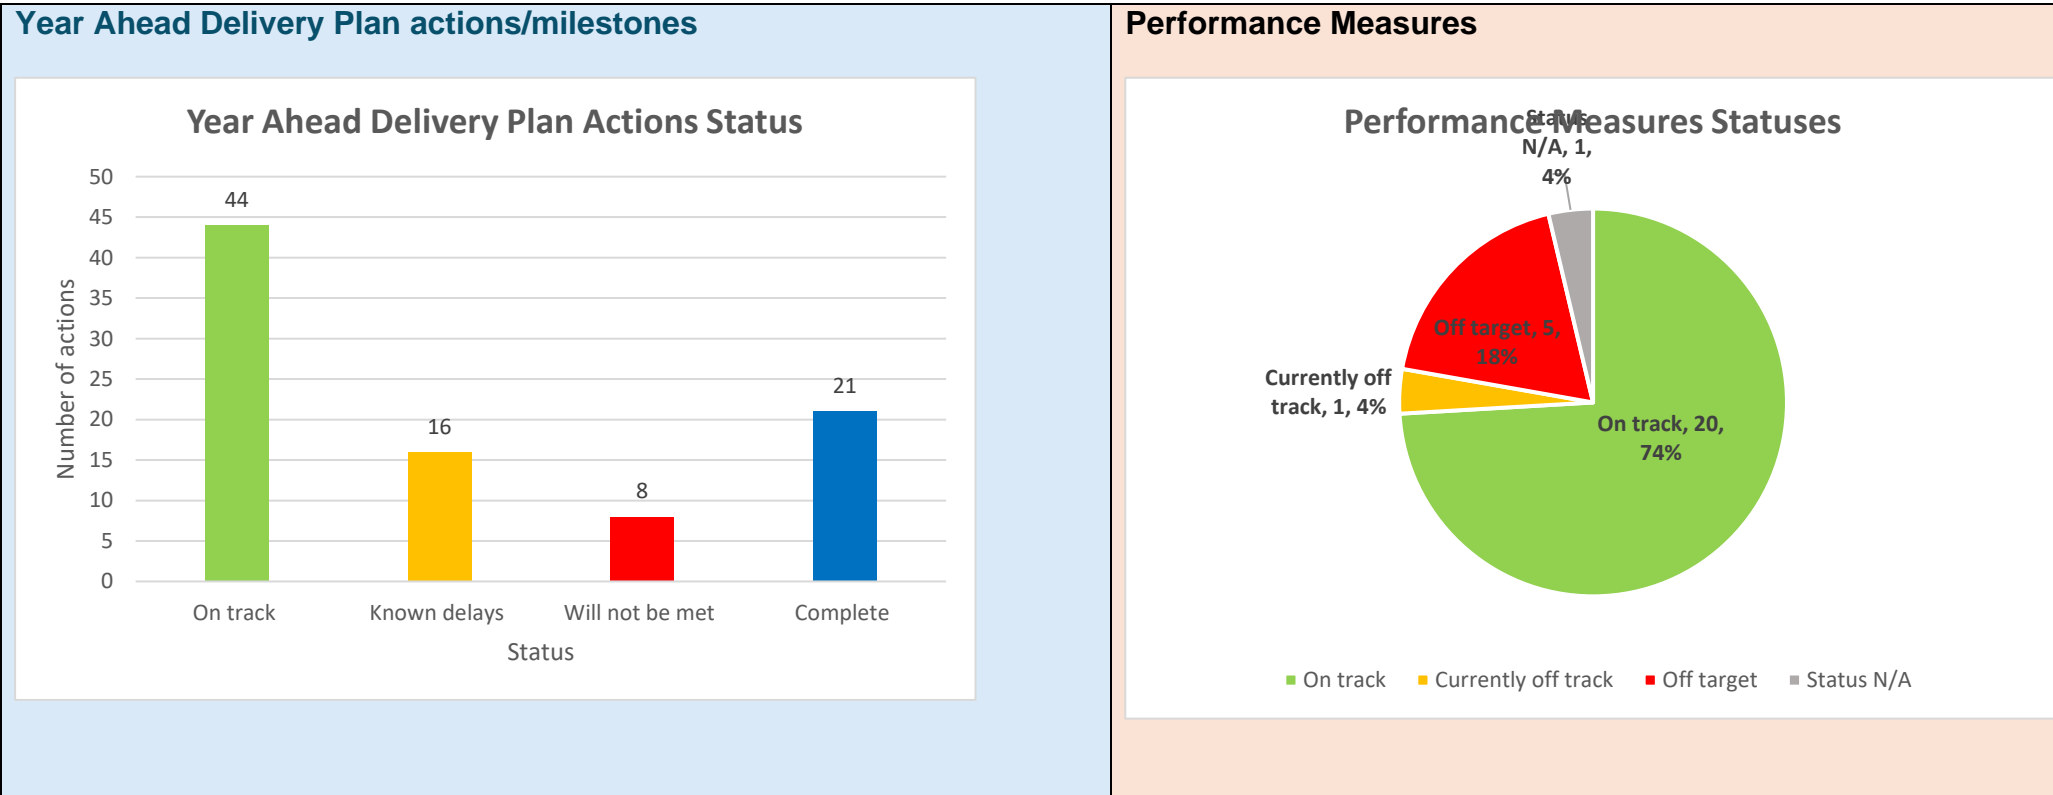 Year Ahead Delivery Plan actions/milestones
Year Ahead Delivery Plan Actions Status
Number of actions
50
45
40
35
30
25
20
15
10
5
0
44
16
8
21
On track
Known delays
Will not be met
Complete
Status
Performance Measures
Performance Measures Statuses
Status
N/A, 1,
4%
Off target, 5,
18%
Currently off
track, 1, 4%
On track, 20,
74%
On track
Currently off track
Off target
Status N/A